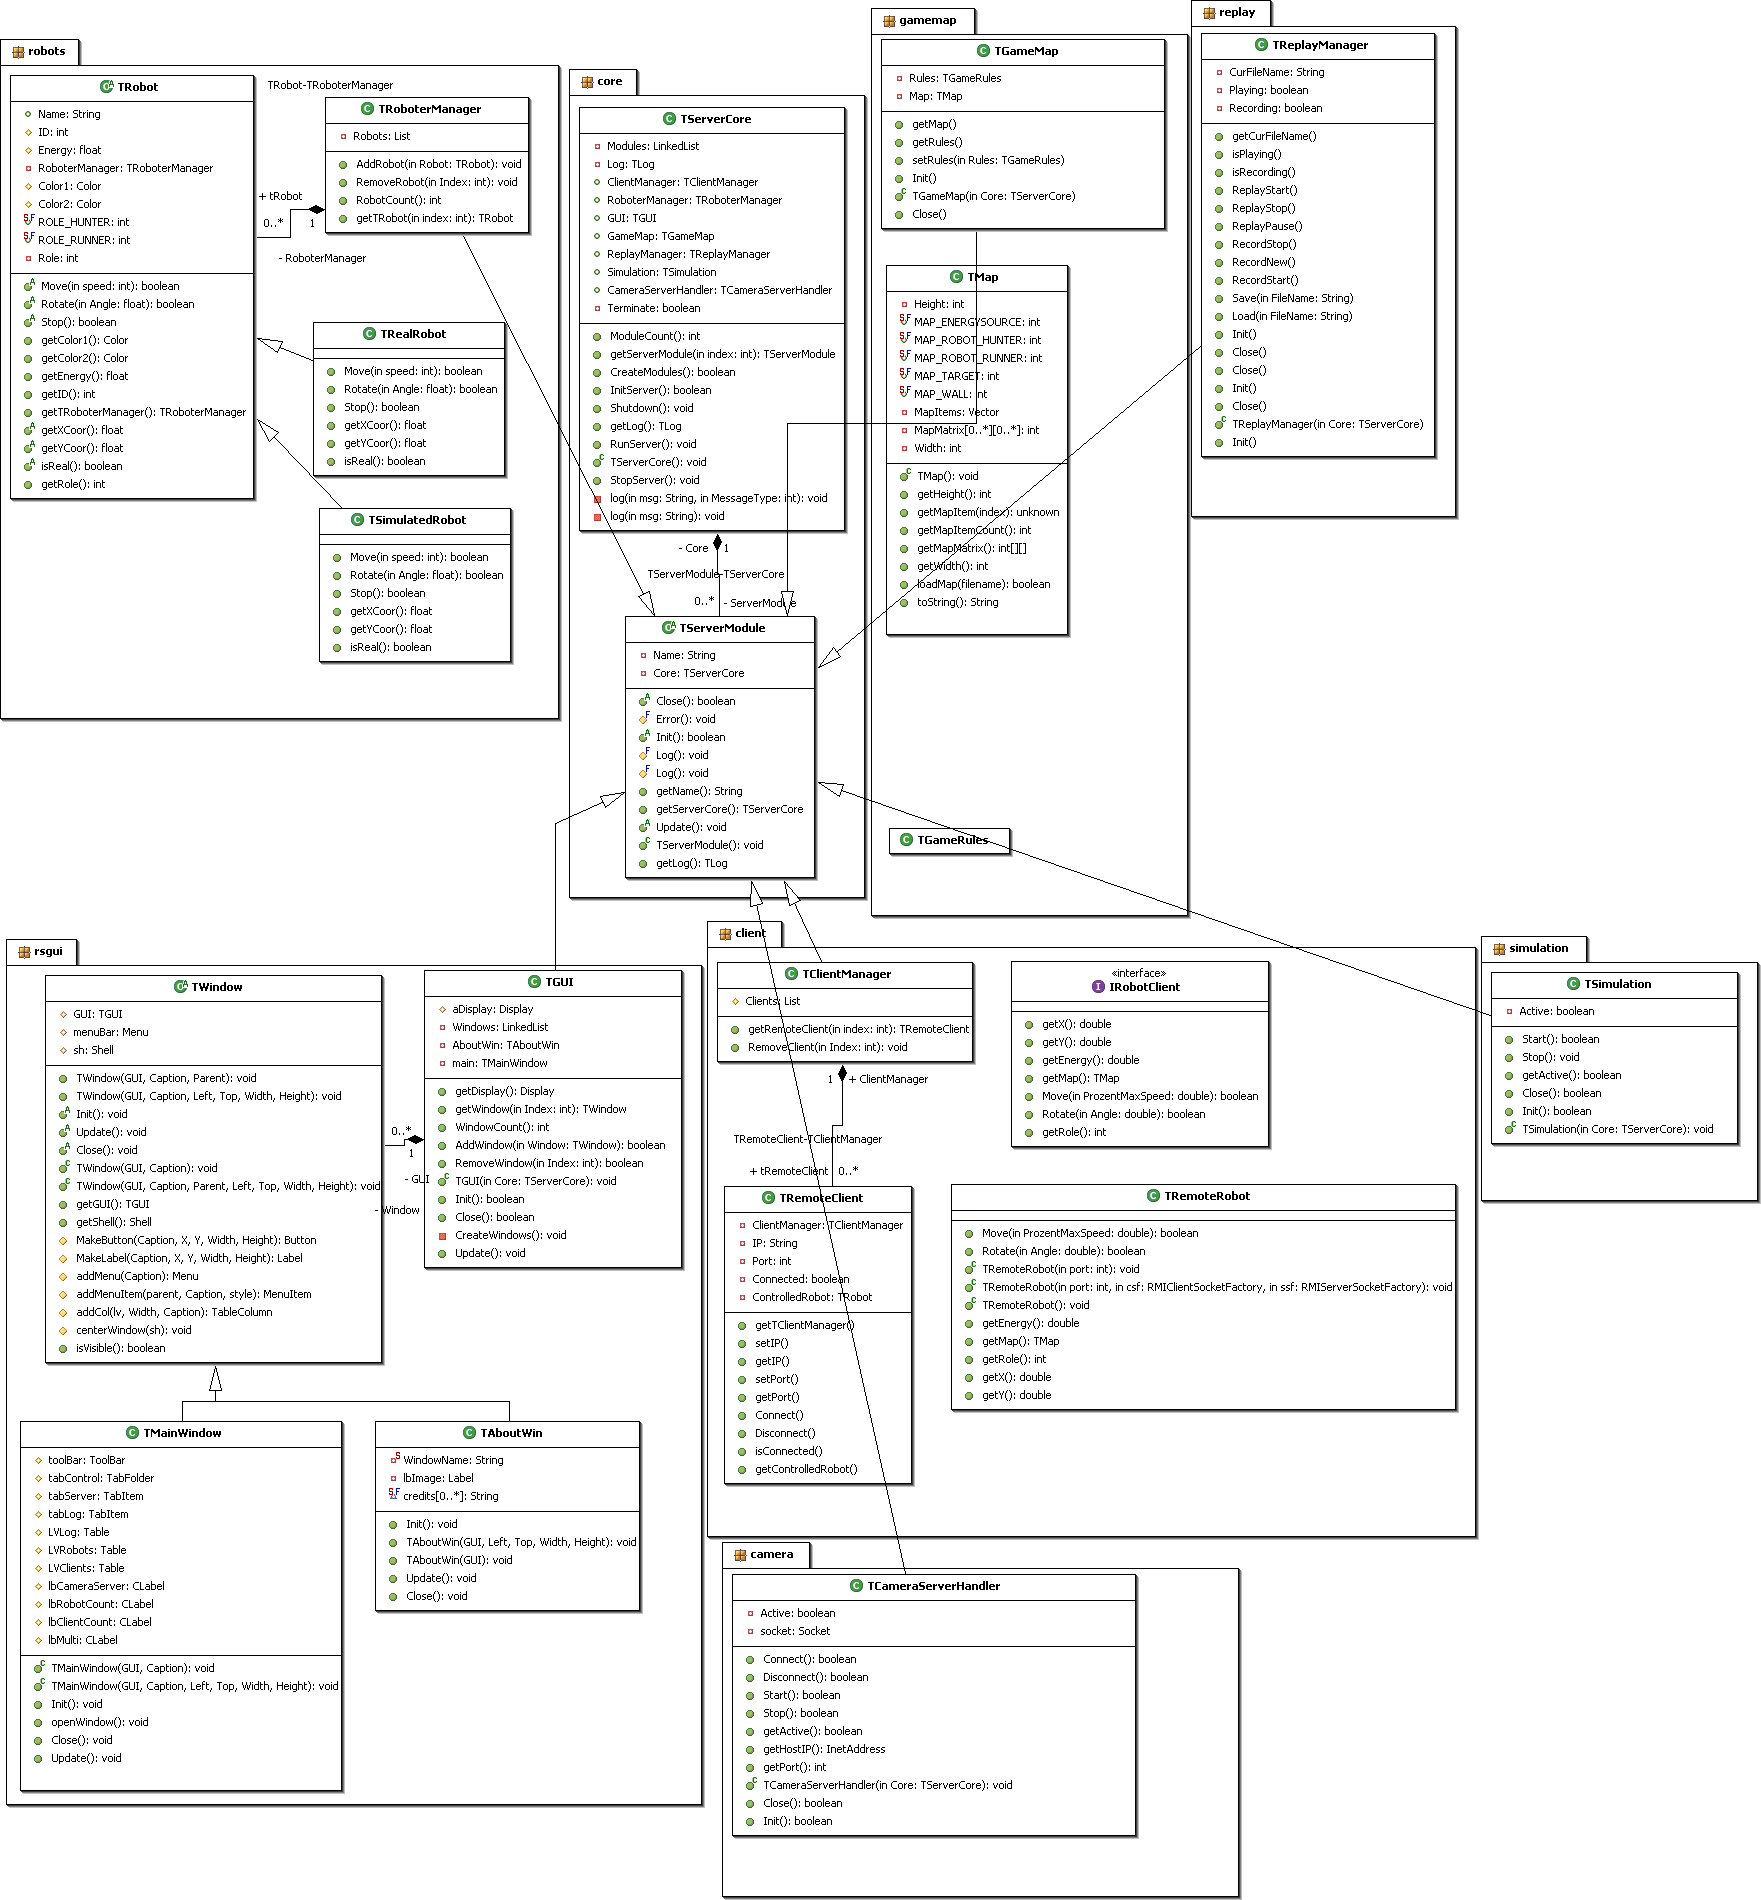 robots
TRobot
Name: String
ID: int
Energy: float
RoboterManager: TRoboterManager
Color1: Color
Color2: Color
ROLE_HUNTER: int
ROLE_RUNNER: int
Role: int
Move(in speed: int): boolean
Rotate(in Angle: float): boolean
Stop(): boolean
getColor1(): Color
getColor2(): Color
getEnergy(): float
getID(): int
getTRoboterManager(): TRoboterManager
getXCoor(): float
getYCoor(): float
isReal(): boolean
getRole(): int
TRobot-TRoboterManager
+ tRobot
0..*
1
- RoboterManager
TRoboterManager
Robots: List
AddRobot(in Robot: TRobot): void
RemoveRobot(in Index: int): void
RobotCount(): int
getTRobot(in index: int): TRobot
TRealRobot
Move(in speed: int): boolean
Rotate(in Angle: float): boolean
Stop(): boolean
getXCoor(): float
getYCoor(): float
isReal(): boolean
TSimulatedRobot
Move(in speed: int): boolean
Rotate(in Angle: float): boolean
Stop(): boolean
getXCoor(): float
getYCoor(): float
isReal(): boolean
core
TServerCore
Modules: LinkedList
Log: TLog
ClientManager: TClientManager
RoboterManager: TRoboterManager
GUI: TGUI
GameMap: TGameMap
ReplayManager: TReplayManager
Simulation: TSimulation
CameraServerHandler: TCameraServerHandler
Terminate: boolean
ModuleCount(): int
getServerModule(in index: int): TServerModule
CreateModules(): boolean
InitServer(): boolean
Shutdown(): void
getLog(): TLog
RunServer(): void
TServerCore(): void
StopServer(): void
log(in msg: String, in MessageType: int): void
log(in msg: String): void
- Core
1
TServerModule-TServerCore
0..*
- ServerModule
TServerModule
Name: String
Core: TServerCore
Close(): boolean
Error(): void
Init(): boolean
Log(): void
Log(): void
getName(): String
getServerCore(): TServerCore
Update(): void
TServerModule(): void
getLog(): TLog
gamemap
TGameMap
Rules: TGameRules
Map: TMap
getMap()
getRules()
setRules(in Rules: TGameRules)
Init()
TGameMap(in Core: TServerCore)
Close()
TMap
Height: int
MAP_ENERGYSOURCE: int
MAP_ROBOT_HUNTER: int
MAP_ROBOT_RUNNER: int
MAP_TARGET: int
MAP_WALL: int
MapItems: Vector
MapMatrix[0..*][0..*]: int
Width: int
TMap(): void
getHeight(): int
getMapItem(index): unknown
getMapItemCount(): int
getMapMatrix(): int[][]
getWidth(): int
loadMap(filename): boolean
toString(): String
TGameRules
replay
TReplayManager
CurFileName: String
Playing: boolean
Recording: boolean
getCurFileName()
isPlaying()
isRecording()
ReplayStart()
ReplayStop()
ReplayPause()
RecordStop()
RecordNew()
RecordStart()
Save(in FileName: String)
Load(in FileName: String)
Init()
Close()
Close()
Init()
Close()
TReplayManager(in Core: TServerCore)
Init()
rsgui
TWindow
GUI: TGUI
menuBar: Menu
sh: Shell
TWindow(GUI, Caption, Parent): void
TWindow(GUI, Caption, Left, Top, Width, Height): void
Init(): void
Update(): void
Close(): void
TWindow(GUI, Caption): void
TWindow(GUI, Caption, Parent, Left, Top, Width, Height): void
getGUI(): TGUI
getShell(): Shell
MakeButton(Caption, X, Y, Width, Height): Button
MakeLabel(Caption, X, Y, Width, Height): Label
addMenu(Caption): Menu
addMenuItem(parent, Caption, style): MenuItem
addCol(lv, Width, Caption): TableColumn
centerWindow(sh): void
isVisible(): boolean
0..*
1
- GUI
- Window
TGUI
aDisplay: Display
Windows: LinkedList
AboutWin: TAboutWin
main: TMainWindow
getDisplay(): Display
getWindow(in Index: int): TWindow
WindowCount(): int
AddWindow(in Window: TWindow): boolean
RemoveWindow(in Index: int): boolean
TGUI(in Core: TServerCore): void
Init(): boolean
Close(): boolean
CreateWindows(): void
Update(): void
TMainWindow
toolBar: ToolBar
tabControl: TabFolder
tabServer: TabItem
tabLog: TabItem
LVLog: Table
LVRobots: Table
LVClients: Table
lbCameraServer: CLabel
lbRobotCount: CLabel
lbClientCount: CLabel
lbMulti: CLabel
TMainWindow(GUI, Caption): void
TMainWindow(GUI, Caption, Left, Top, Width, Height): void
Init(): void
openWindow(): void
Close(): void
Update(): void
TAboutWin
WindowName: String
lbImage: Label
credits[0..*]: String
Init(): void
TAboutWin(GUI, Left, Top, Width, Height): void
TAboutWin(GUI): void
Update(): void
Close(): void
client
TClientManager
Clients: List
getRemoteClient(in index: int): TRemoteClient
RemoveClient(in Index: int): void
1
+ ClientManager
TRemoteClient-TClientManager
+ tRemoteClient
0..*
TRemoteClient
ClientManager: TClientManager
IP: String
Port: int
Connected: boolean
ControlledRobot: TRobot
getTClientManager()
setIP()
getIP()
setPort()
getPort()
Connect()
Disconnect()
isConnected()
getControlledRobot()
«interface»
IRobotClient
getX(): double
getY(): double
getEnergy(): double
getMap(): TMap
Move(in ProzentMaxSpeed: double): boolean
Rotate(in Angle: double): boolean
getRole(): int
TRemoteRobot
Move(in ProzentMaxSpeed: double): boolean
Rotate(in Angle: double): boolean
TRemoteRobot(in port: int): void
TRemoteRobot(in port: int, in csf: RMIClientSocketFactory, in ssf: RMIServerSocketFactory): void
TRemoteRobot(): void
getEnergy(): double
getMap(): TMap
getRole(): int
getX(): double
getY(): double
simulation
TSimulation
Active: boolean
Start(): boolean
Stop(): void
getActive(): boolean
Close(): boolean
Init(): boolean
TSimulation(in Core: TServerCore): void
camera
TCameraServerHandler
Active: boolean
socket: Socket
Connect(): boolean
Disconnect(): boolean
Start(): boolean
Stop(): boolean
getActive(): boolean
getHostIP(): InetAddress
getPort(): int
TCameraServerHandler(in Core: TServerCore): void
Close(): boolean
Init(): boolean